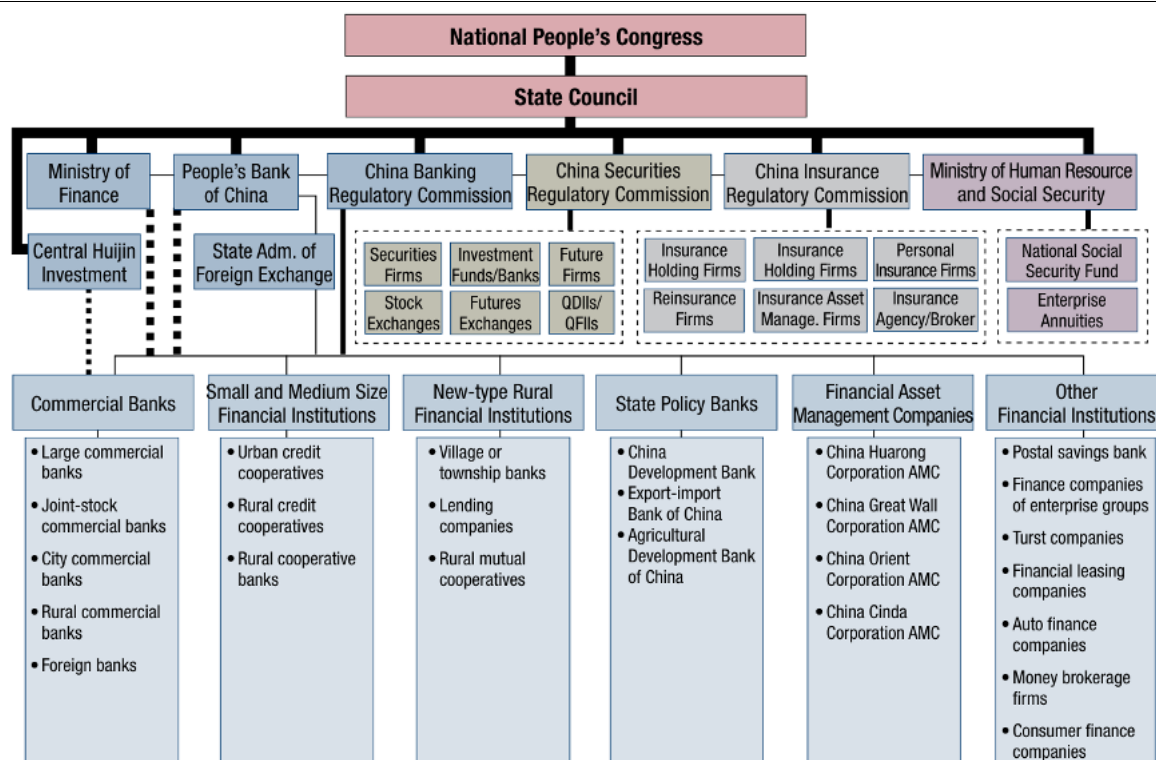 National People's Congress
State Council
Ministry of
Finance
People's Bank
of China
China Banking
Regulatory Commission
China Securities
Regulatory Commission
China Insurance
Regulatory Commission
Ministry of Human Resource
and Social Security
Central Huijin
Investment
State Adm. of
Foreign Exchange
Securities
Firms
Investment
Funds/Banks
Future
Firms
Stock
Exchanges
Futures
Exchanges
QDIIs/
QFIIs
Insurance
Holding Firms
Insurance
Holding Firms
Personal
Insurance Firms
Reinsurance
Firms
Insurance Asset
Manage. Firms
Insurance
Agency/Broker
National Social
Security Fund
Enterprise
Annuities
Commercial Banks
Small and Medium Size
Financial Institutions
New-type Rural
Financial Institutions
State Policy Banks
Financial Asset
Management Companies
Other
Financial Institutions
• Large commercial
banks
• Joint-stock
commercial banks
• City commercial
banks
• Rural commercial
banks
• Foreign banks
• Urban credit
cooperatives
• Rural credit
cooperatives
• Rural cooperative
banks
• Village or
township banks
• Lending
companies
• Rural mutual
cooperatives
• China
Development Bank
• Export-import
Bank of China
• Agricultural
Development Bank
of China
• China Huarong
Corporation AMC
• China Great Wall
Corporation AMC
• China Orient
Corporation AMC
• China Cinda
Corporation AMC
• Postal savings bank
• Finance companies
of enterprise groups
• Turst companies
• Financial leasing
companies
• Auto finance
companies
• Money brokerage
firms
• Consumer finance
companies